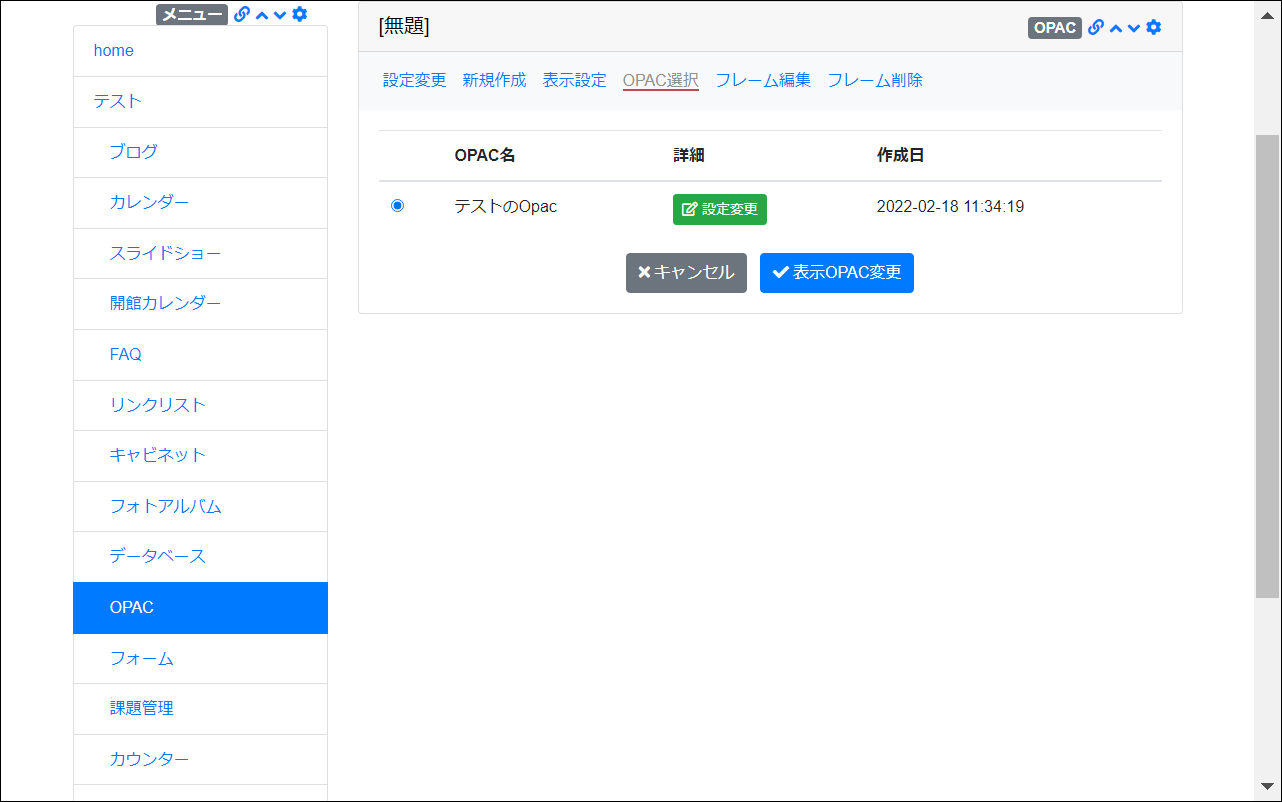 メニュー
home
テスト
ブログ
カレンダー
スライドショー
開館カレンダー
FAQ
リンクリスト
キャビネット
フォトアルバム
データベース
OPAC
フォーム
課題管理
カウンター
[無題]
OPAC
設定変更 新規作成 表示設定 OPAC選択 フレーム編集 フレーム削除
OPAC名 詳細 作成日
テストのOpac 設定変更 2022-02-18 11:34:19
キャンセル 表示OPAC変更